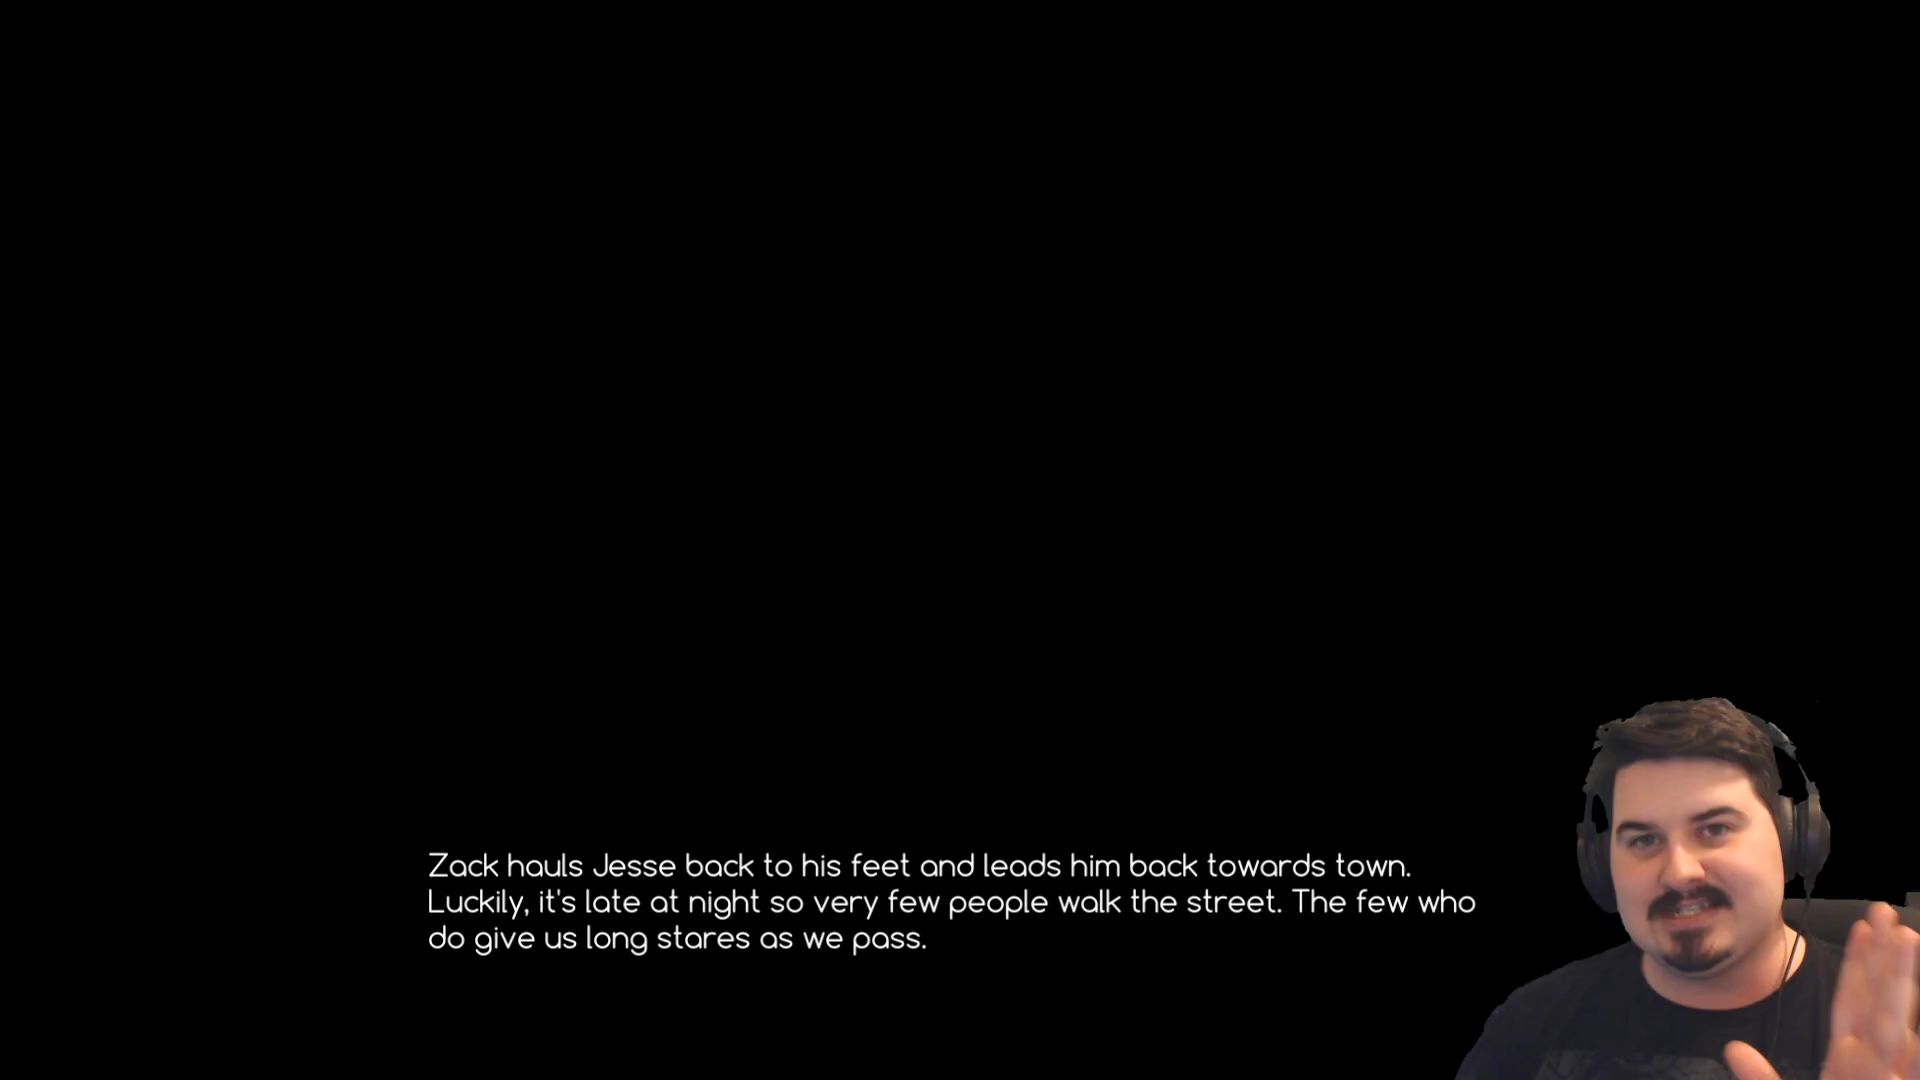 Zack hauls Jesse back to his feet and leads him back towards town.
Luckily, it's late at night so very few people walk the street. The few who
do give us long stares as we pass.